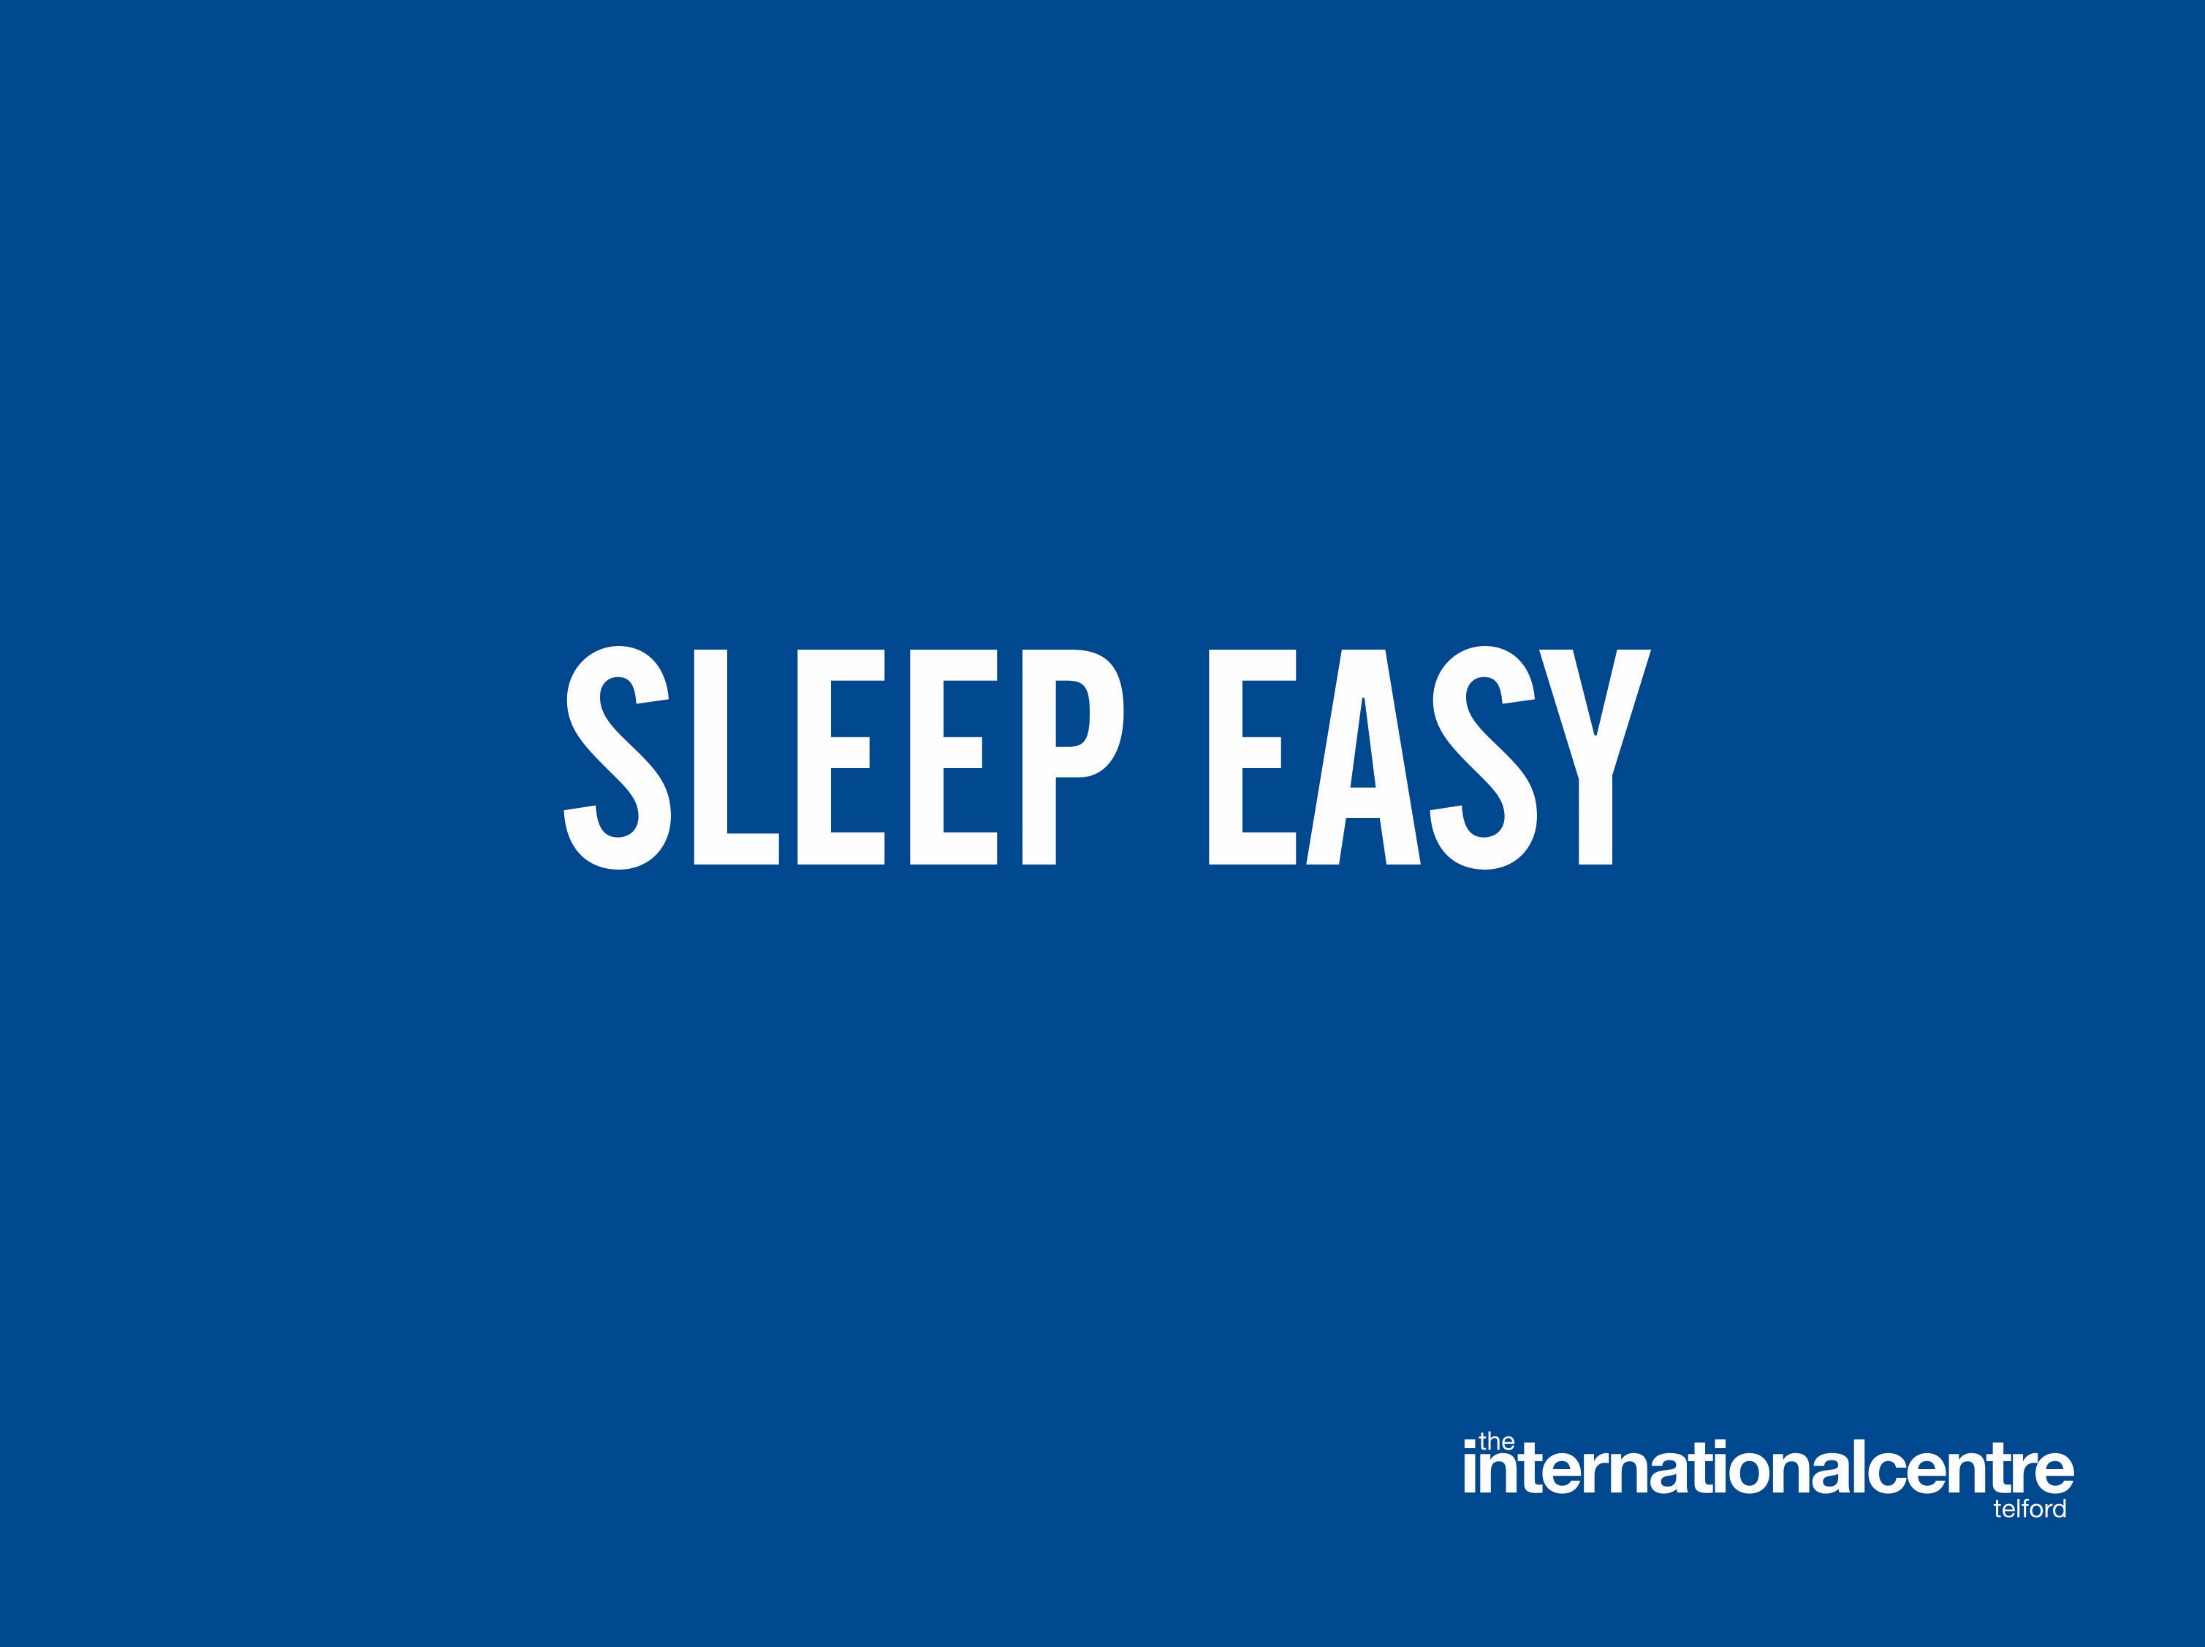 SLEEP EASY
the
internationalcentre
telford